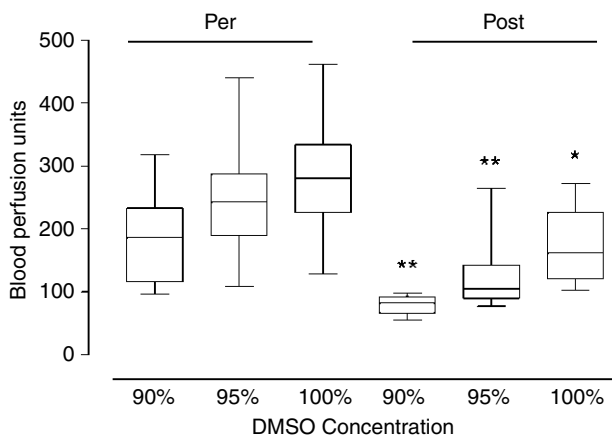 Per Post
500
400
300
200
100
0
Blood perfusion units
** ** *
90% 95% 100% 90% 95% 100%
DMSO Concentration